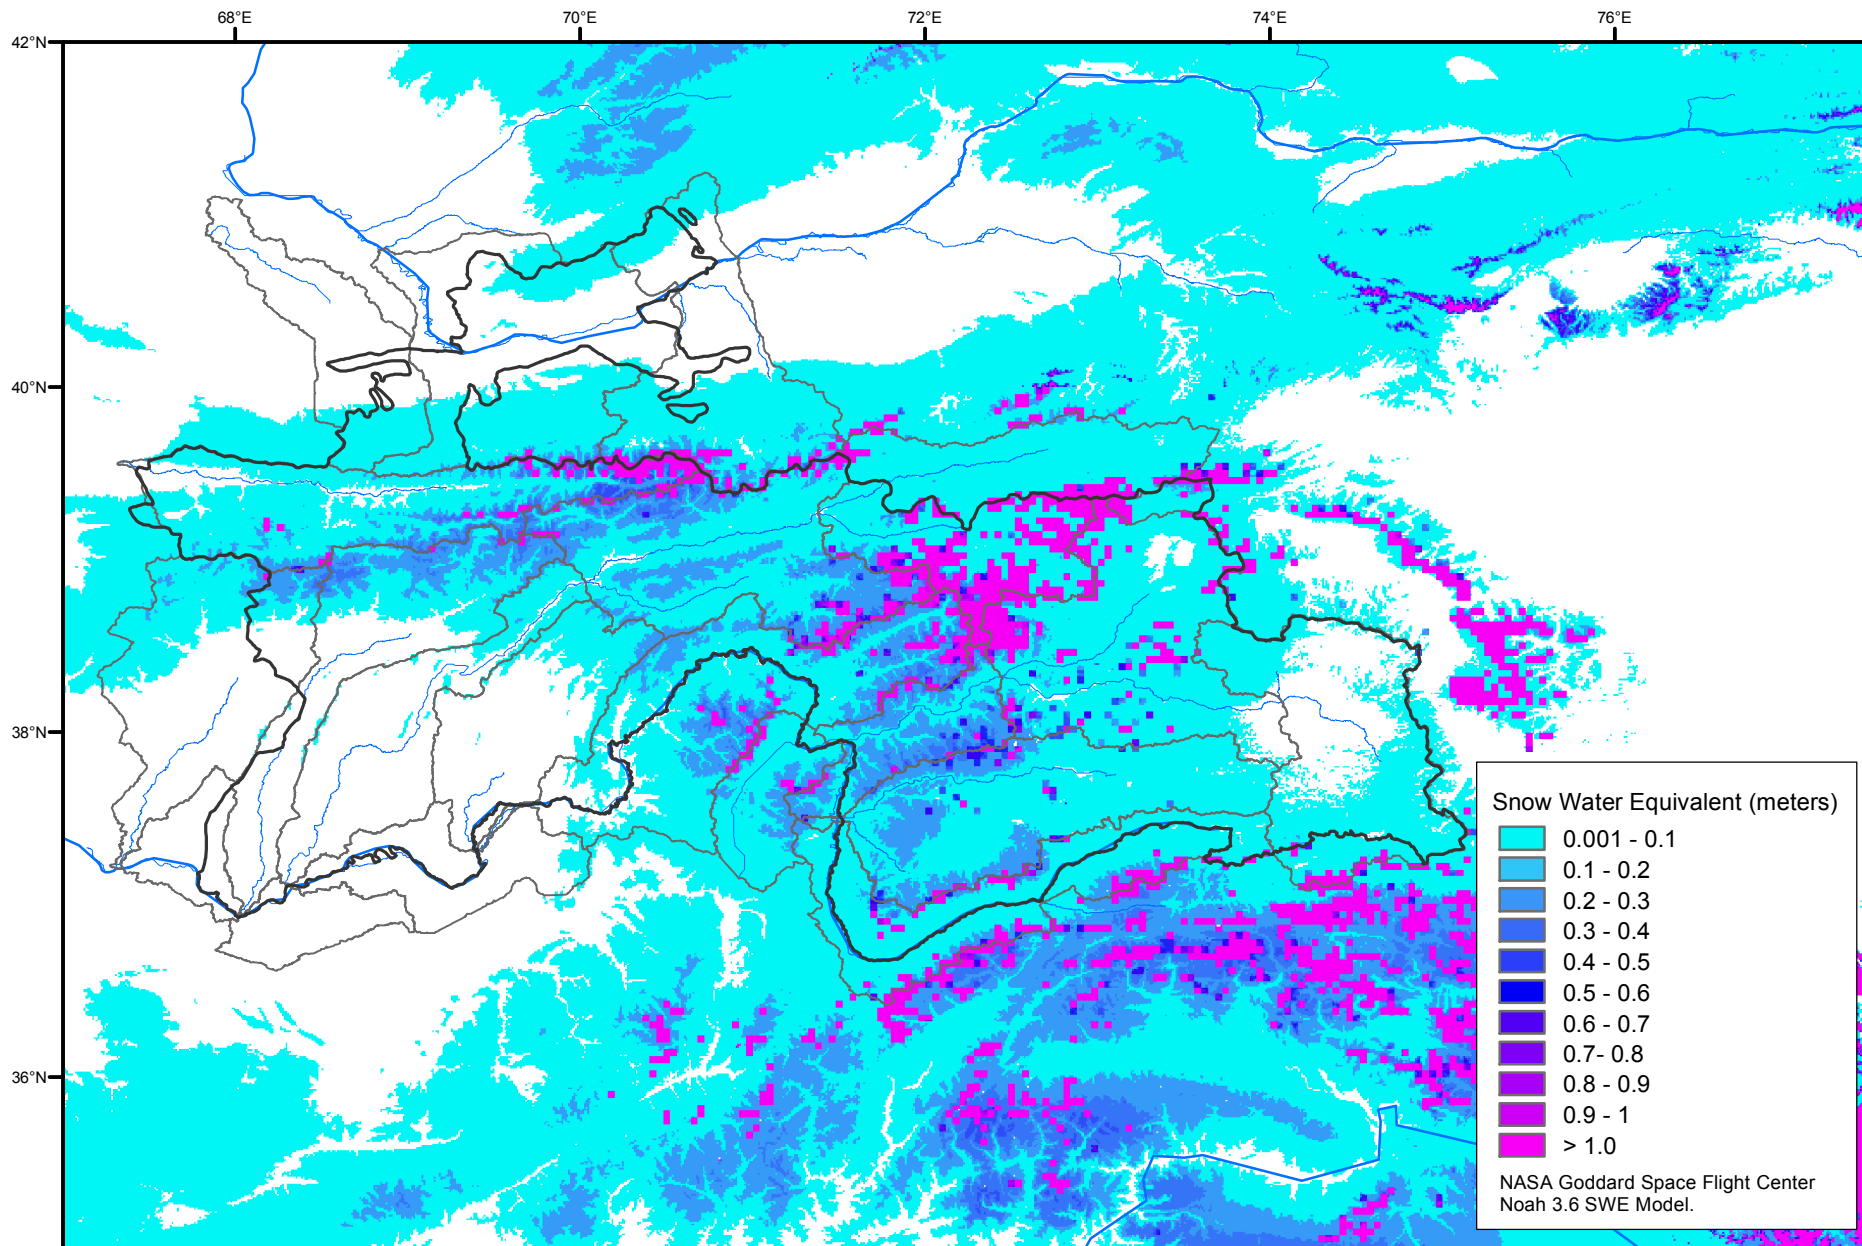 68°E
70°E
72°E
74°E
76°E
42°N
40°N
38°N
36°N
Snow Water Equivalent (meters)
0.001 - 0.1
0.1 - 0.2
0.2 - 0.3
0.3 - 0.4
0.4 - 0.5
0.5 - 0.6
0.6 - 0.7
0.7- 0.8
0.8 - 0.9
0.9 - 1
> 1.0
NASA Goddard Space Flight Center
Noah 3.6 SWE Model.